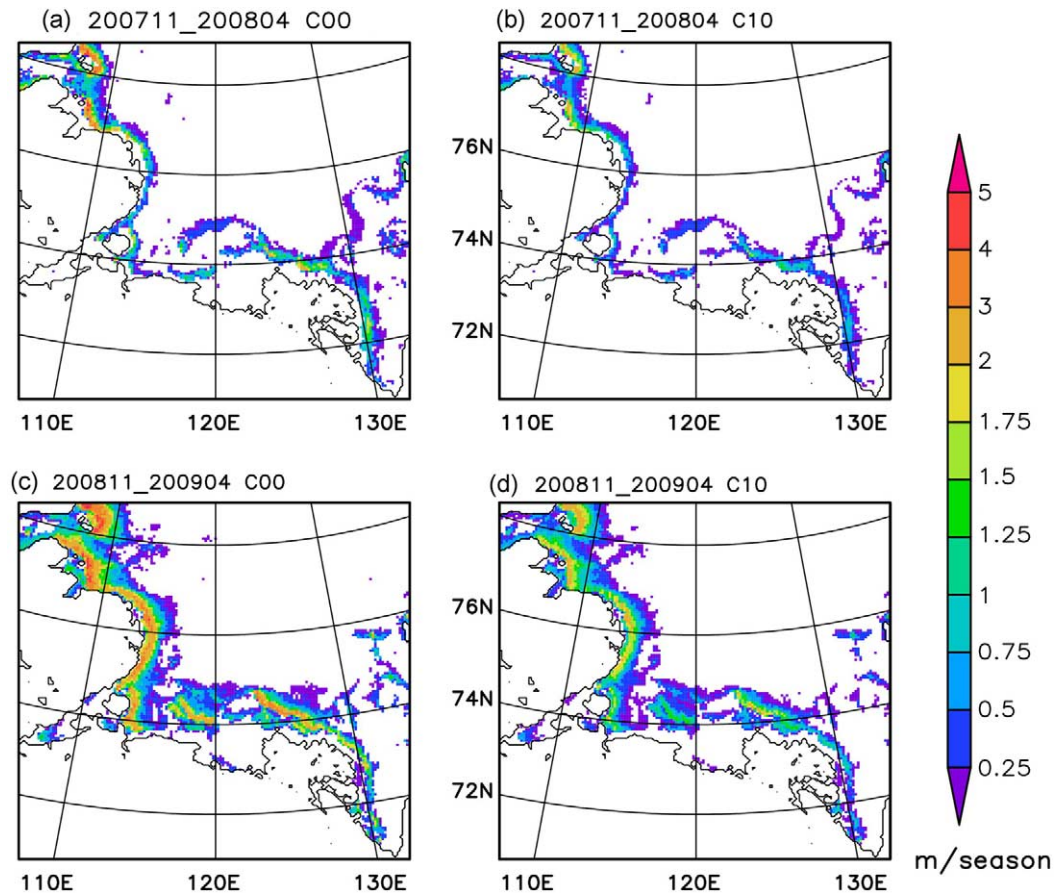 (a) 200711_200804 C00
(b) 200711_200804 C10
76N
74N
72N
110E 120E 130E
110E 120E 130E
(c) 200811_200904 C00
(d) 200811_200904 C10
76N
74N
72N
110E 120E 130E
110E 120E 130E
5
4
3
2
1.75
1.5
1.25
1
0.75
0.5
0.25
m/season